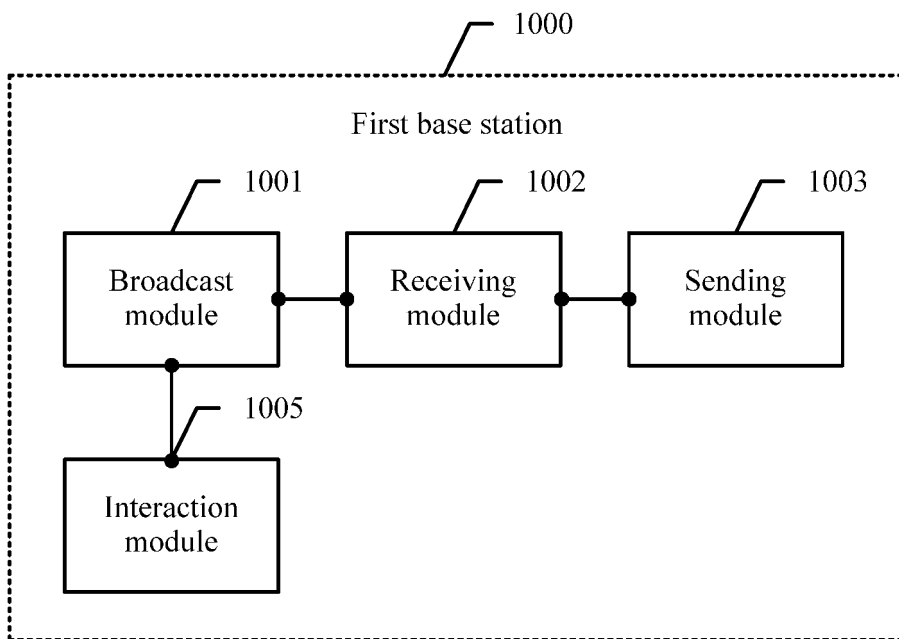 1000
First base station
1001
1002
1003
Broadcast
module
Receiving
module
Sending
module
1005
Interaction
module